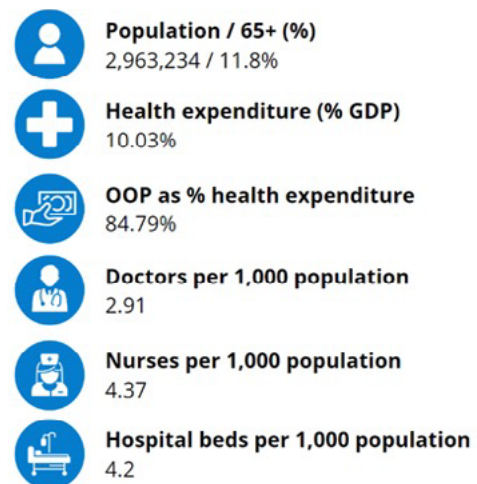 Population / 65+ (%)
2,963,234 / 11.8%
Health expenditure (% GDP)
10.03%
OOP as % health expenditure
84.79%
Doctors per 1,000 population
2.91
Nurses per 1,000 population
4.37
Hospital beds per 1,000 population
4.2